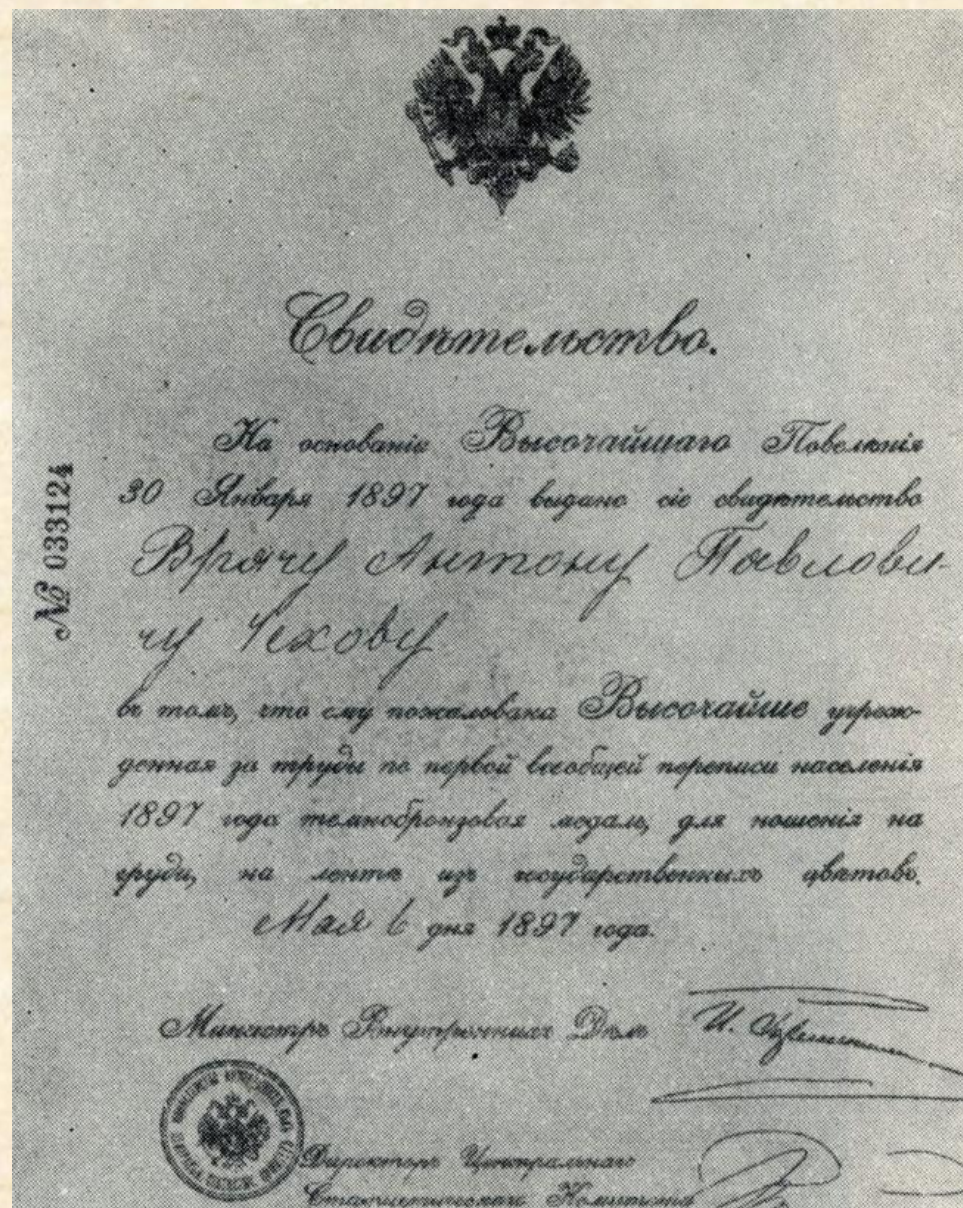 Свидѣтельство.
На основаніи Высочайшаго Повелѣнія
30 Января 1897 года выдано сіе свидѣтельство
Врачу Антону Павлови-
чу Чехову
въ томъ, что ему пожалована Высочайше учреж-
денная за труды по первой всеобщей переписи населенія
1897 года темнобронзовая медаль, для ношенія на
груди, на лентѣ изъ государственныхъ цвѣтовъ.
Мая 6 дня 1897 года.
№ 033124
Министръ Внутреннихъ Дѣлъ
Директоръ Центральнаго
Статистическаго Комитета